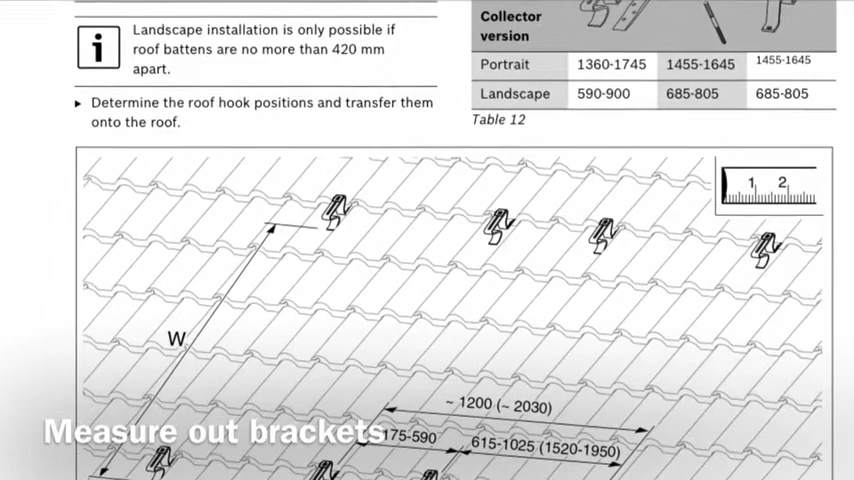 Landscape installation is only possible if
roof battens are no more than 420 mm
apart.
▸ Determine the roof hook positions and transfer them
onto the roof.
Collector
version
Portrait 1360-1745 1455-1645 1455-1645
Landscape 590-900 685-805 685-805
Table 12
1 2
W
~ 1200 (~ 2030)
175-590 615-1025 (1520-1950)
Measure out brackets